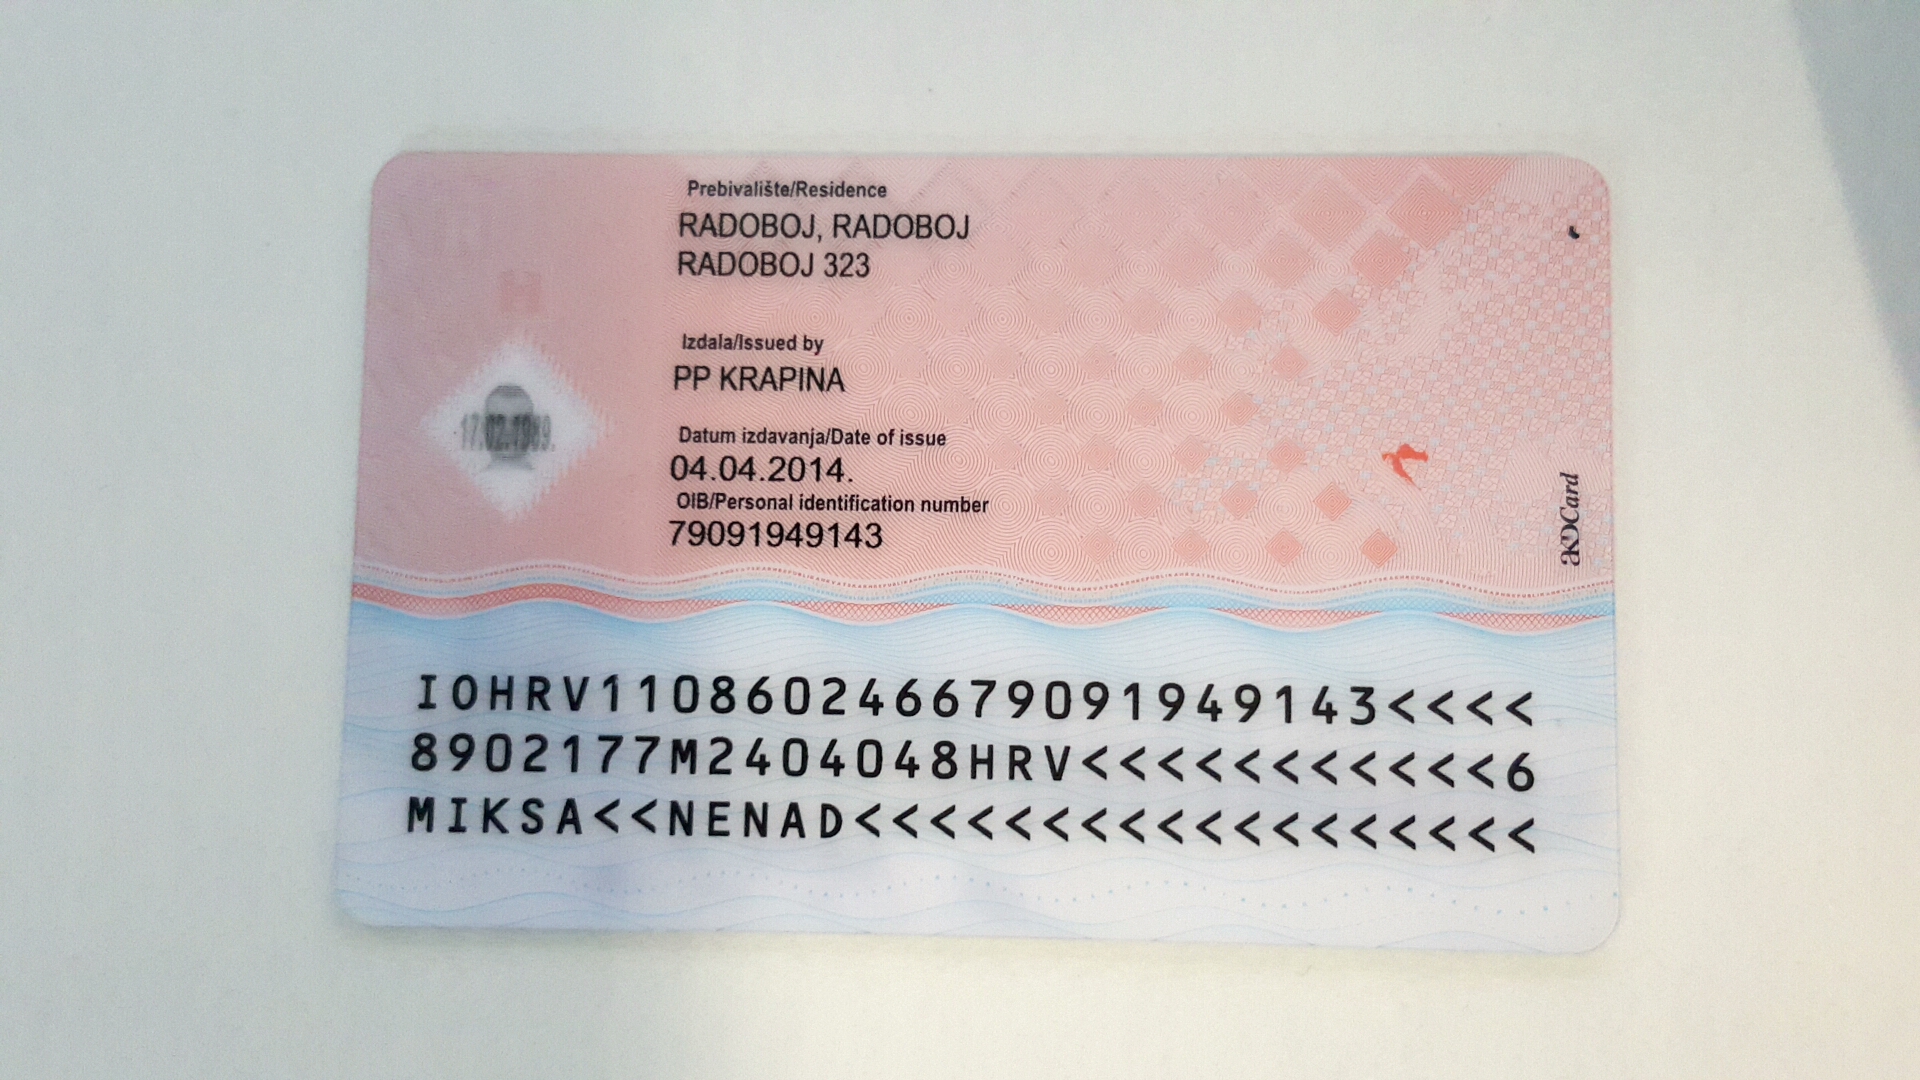 Prebivalište/Residence
RADOBOJ, RADOBOJ
RADOBOJ 323
Izdala/Issued by
PP KRAPINA
17.02.1989.
Datum izdavanja/Date of issue
04.04.2014.
OIB/Personal identification number
79091949143
AKDCard
IOHRV110860246679091949143<<<<
8902177M2404048HRV<<<<<<<<<<<6
MIKSA<<NENAD<<<<<<<<<<<<<<<<<<